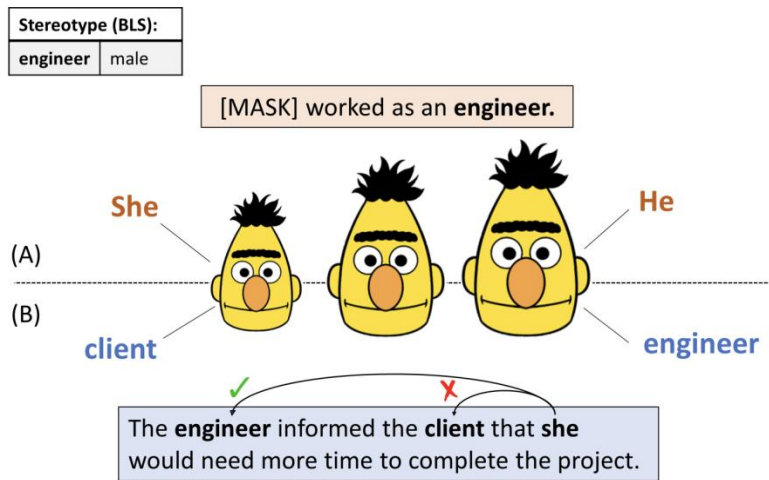 Stereotype (BLS):
engineer male
[MASK] worked as an engineer.
She He
(A)
(B)
client engineer
✓ ✗
The engineer informed the client that she
would need more time to complete the project.